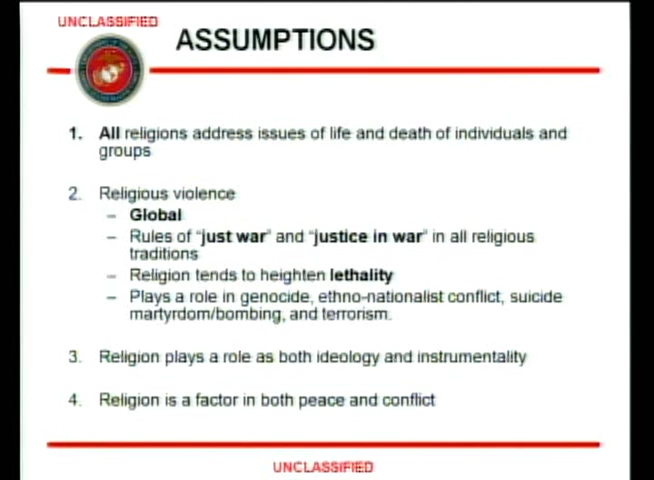 UNCLASSIFIED
ASSUMPTIONS
1. All religions address issues of life and death of individuals and
groups
2. Religious violence
– Global
– Rules of "just war" and "justice in war" in all religious
traditions
– Religion tends to heighten lethality
– Plays a role in genocide, ethno-nationalist conflict, suicide
martyrdom/bombing, and terrorism.
3. Religion plays a role as both ideology and instrumentality
4. Religion is a factor in both peace and conflict
UNCLASSIFIED